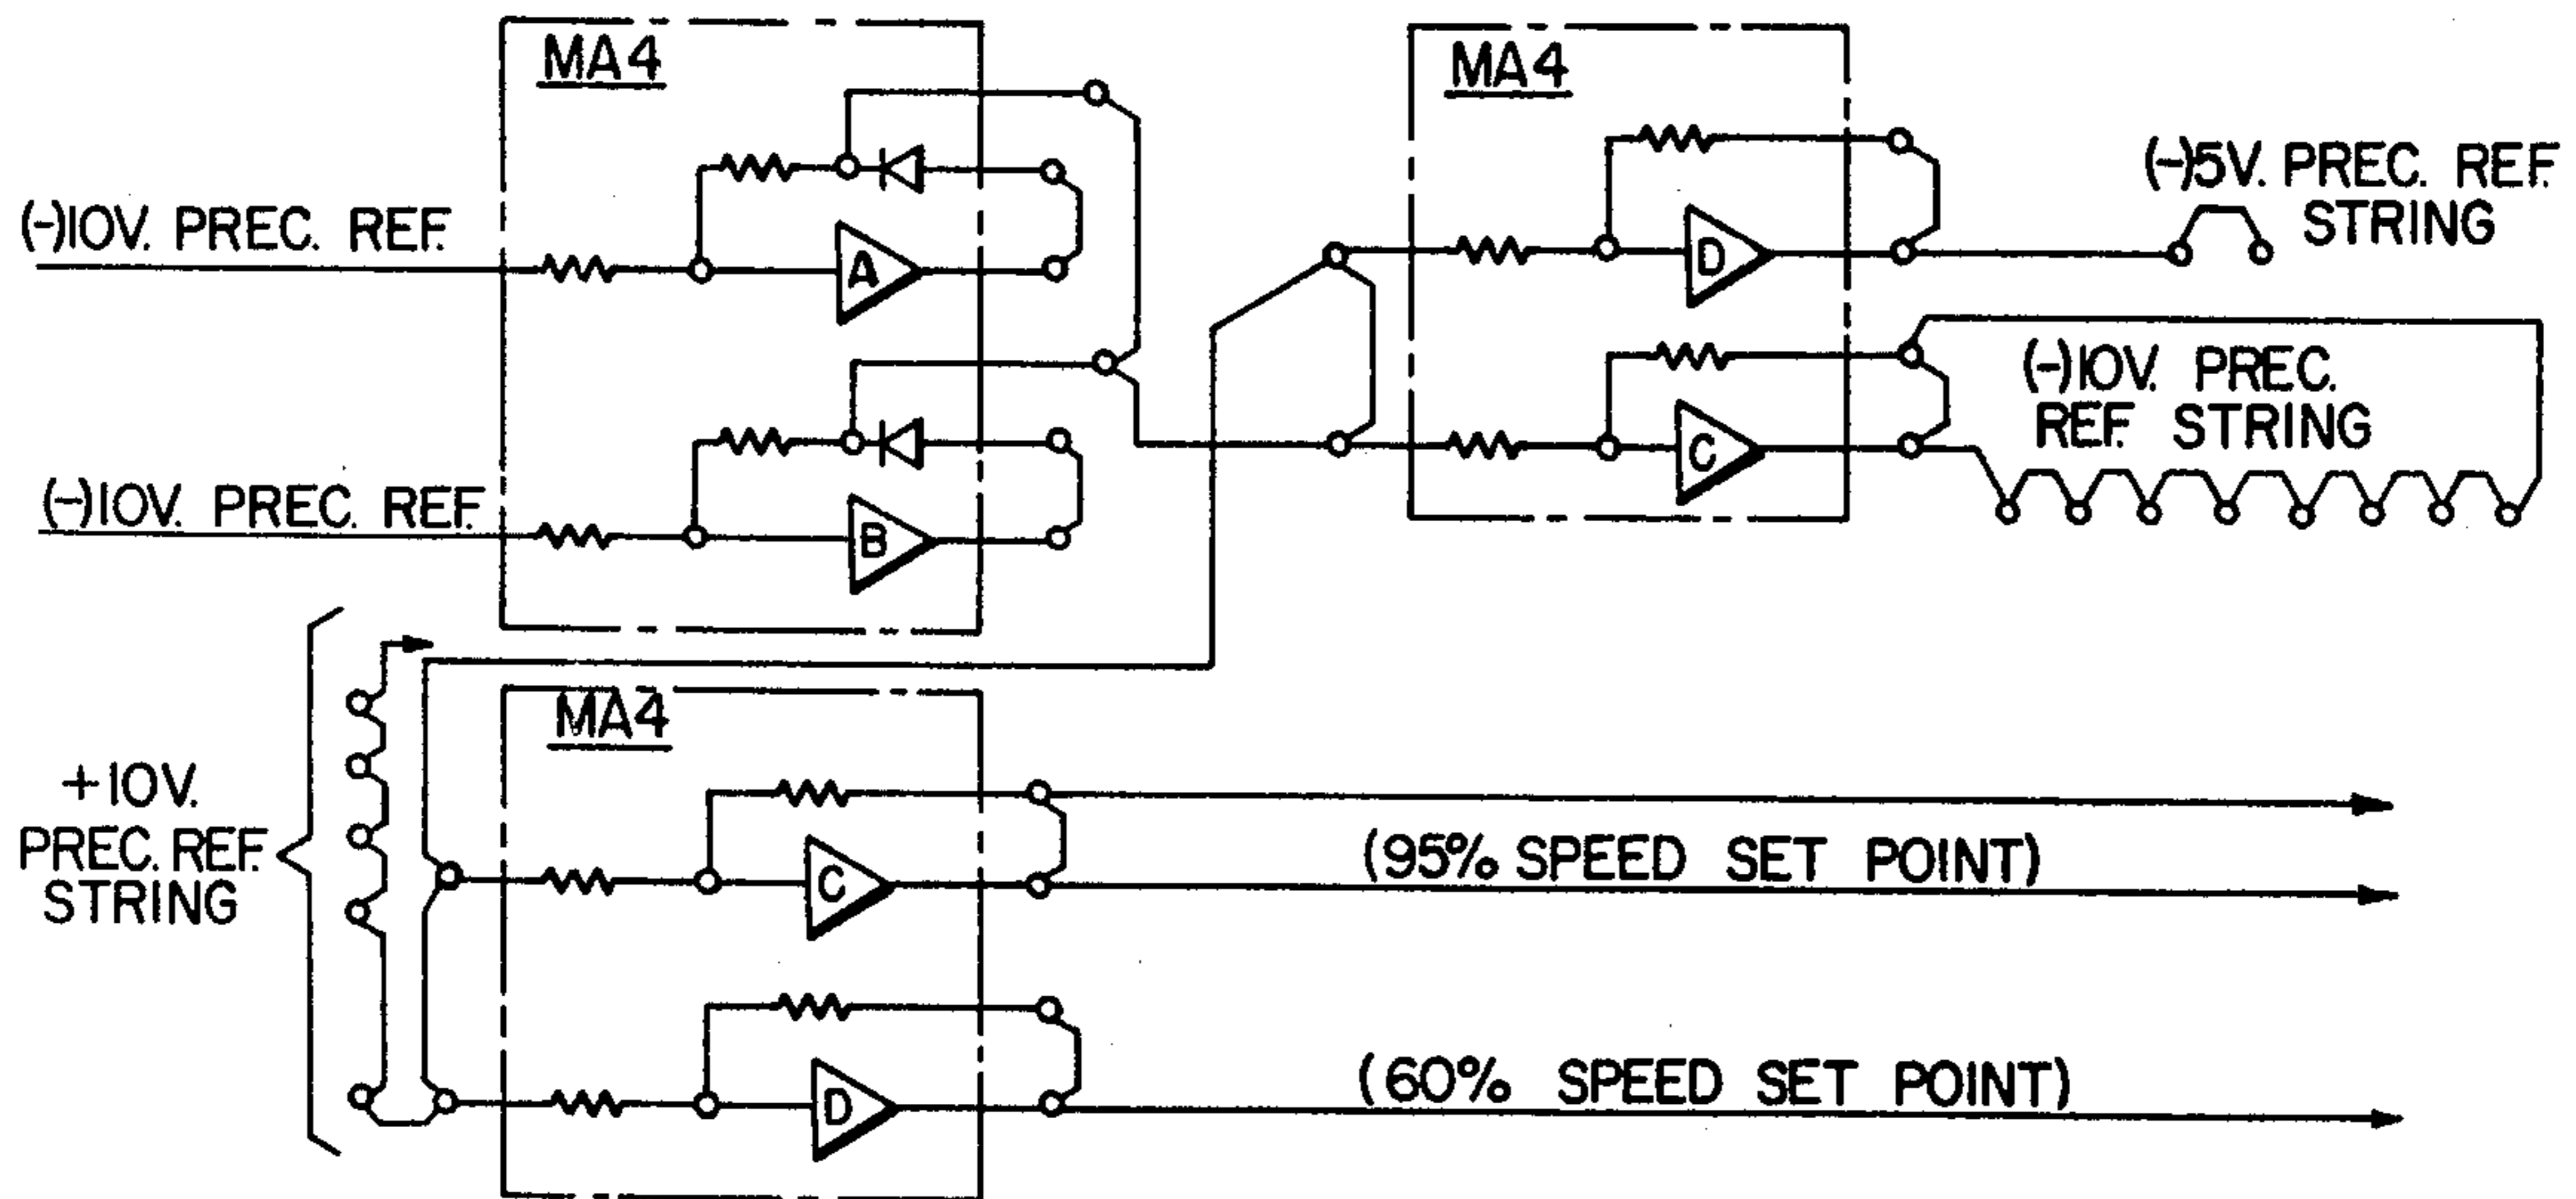 MA4
(-)10V. PREC. REF.
A
(-)10V. PREC. REF.
B
MA4
D
(-)5V. PREC. REF.
STRING
C
(-)10V. PREC.
REF. STRING
+10V.
PREC. REF.
STRING
MA4
C
(95% SPEED SET POINT)
D
(60% SPEED SET POINT)